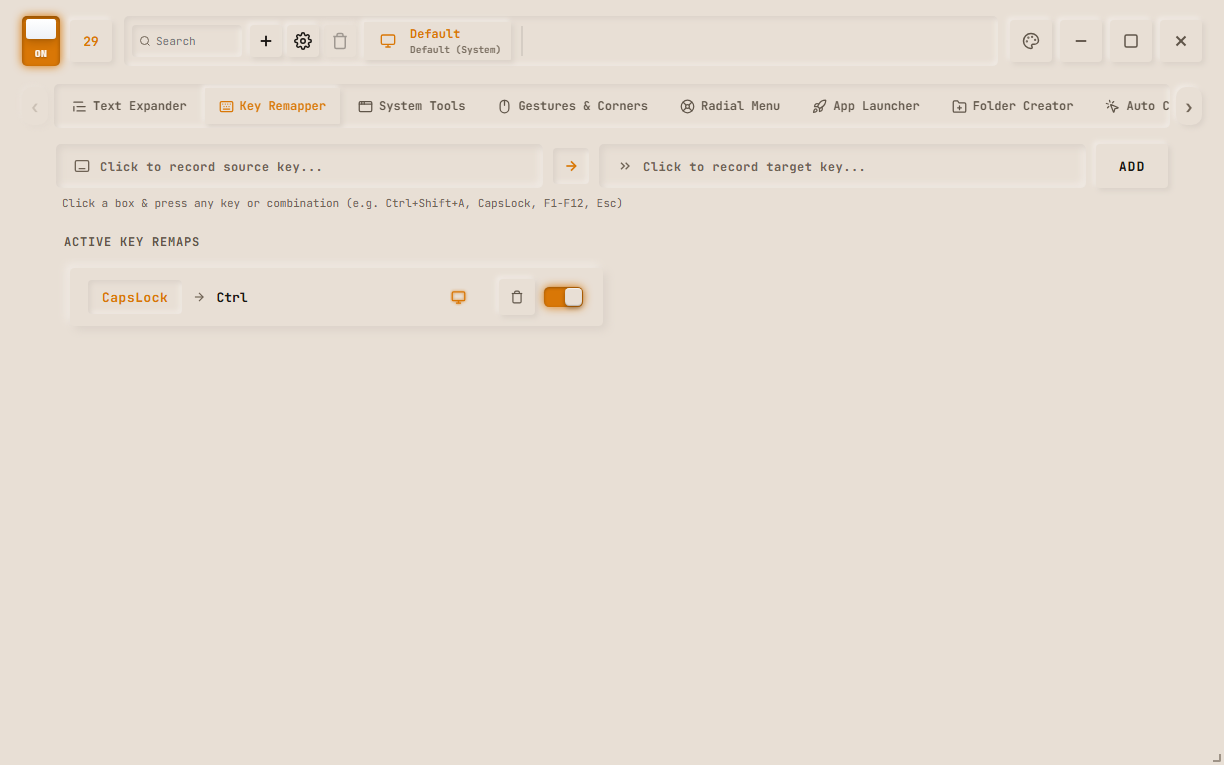 ON
29
Search
Default
Default (System)
Text Expander
Key Remapper
System Tools
Gestures & Corners
Radial Menu
App Launcher
Folder Creator
Auto C
Click to record source key...
Click to record target key...
ADD
Click a box & press any key or combination (e.g. Ctrl+Shift+A, CapsLock, F1-F12, Esc)
ACTIVE KEY REMAPS
CapsLock → Ctrl